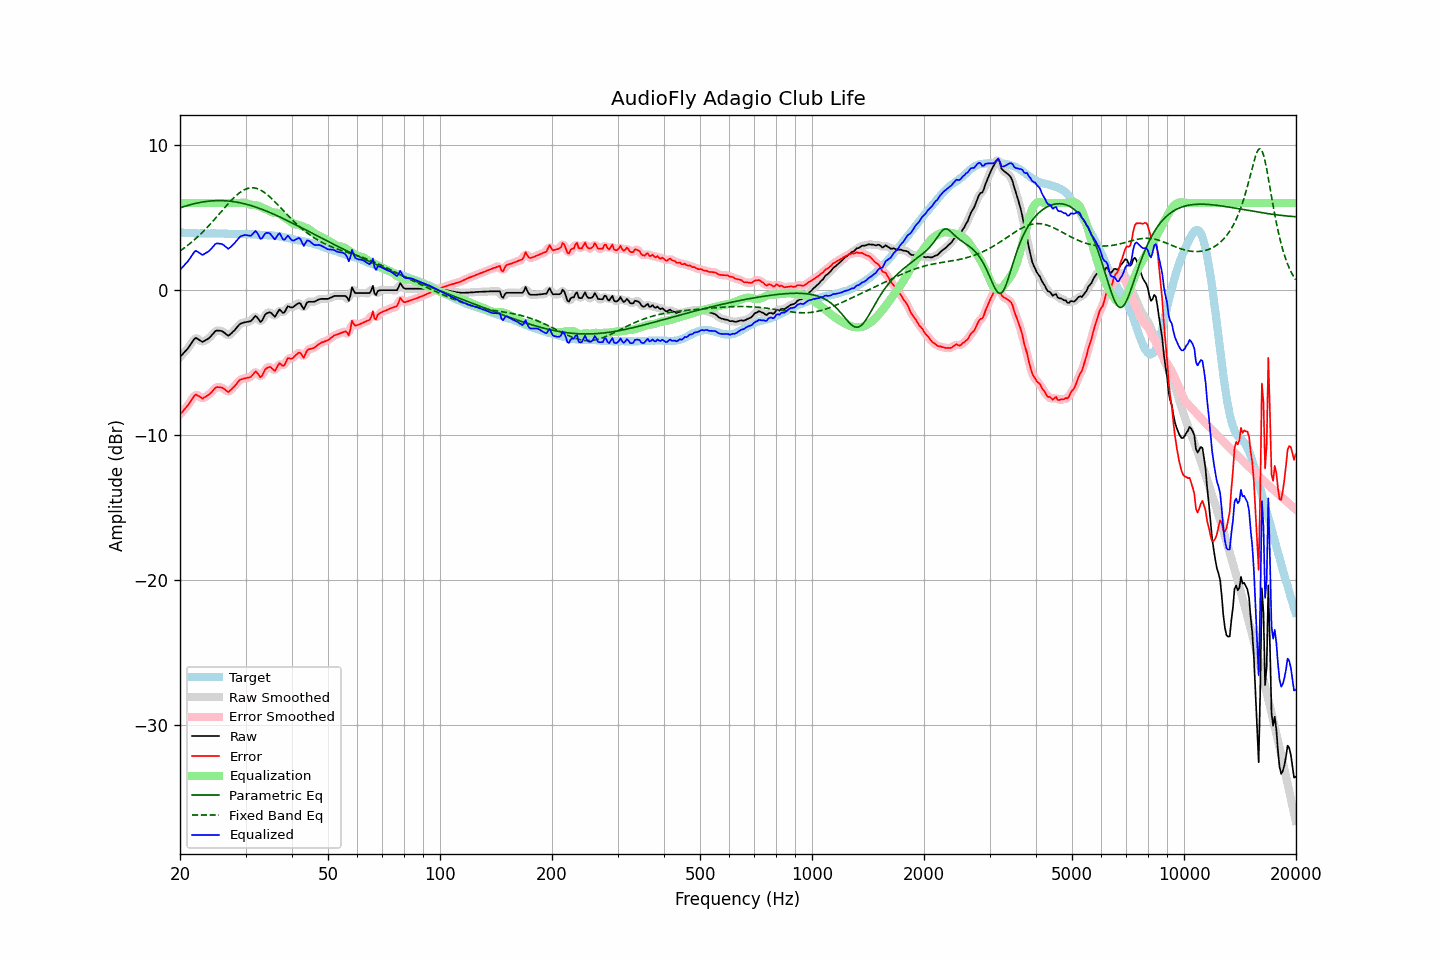 AudioFly Adagio Club Life
10
0
−10
−20
−30
Amplitude (dBr)
Target
Raw Smoothed
Error Smoothed
Raw
Error
Equalization
Parametric Eq
Fixed Band Eq
Equalized
20 50 100 200 500 1000 2000 5000 10000 20000
Frequency (Hz)